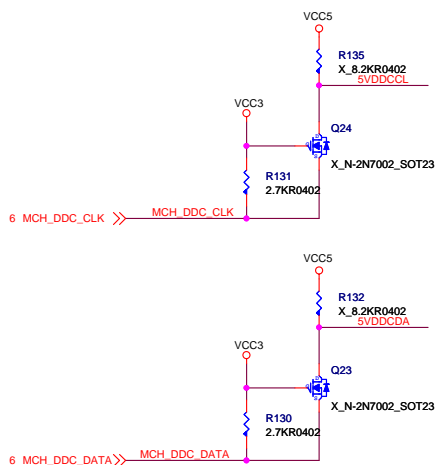 VCC5
R135
X_8.2KR0402
5VDDCCL
VCC3
Q24
X_N-2N7002_SOT23
R131
2.7KR0402
6 MCH_DDC_CLK
MCH_DDC_CLK
VCC5
R132
X_8.2KR0402
5VDDCDA
VCC3
Q23
X_N-2N7002_SOT23
R130
2.7KR0402
6 MCH_DDC_DATA
MCH_DDC_DATA